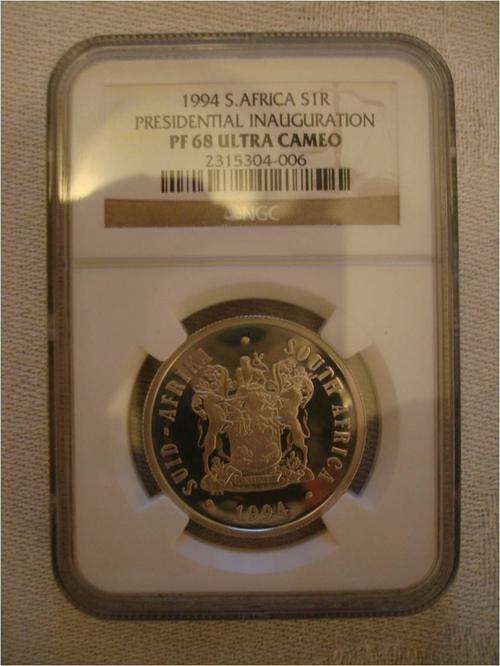 1994 S.AFRICA S1R
PRESIDENTIAL INAUGURATION
PF 68 ULTRA CAMEO
2315304-006
NGC
SUID-AFRIKA SOUTH AFRICA
1994